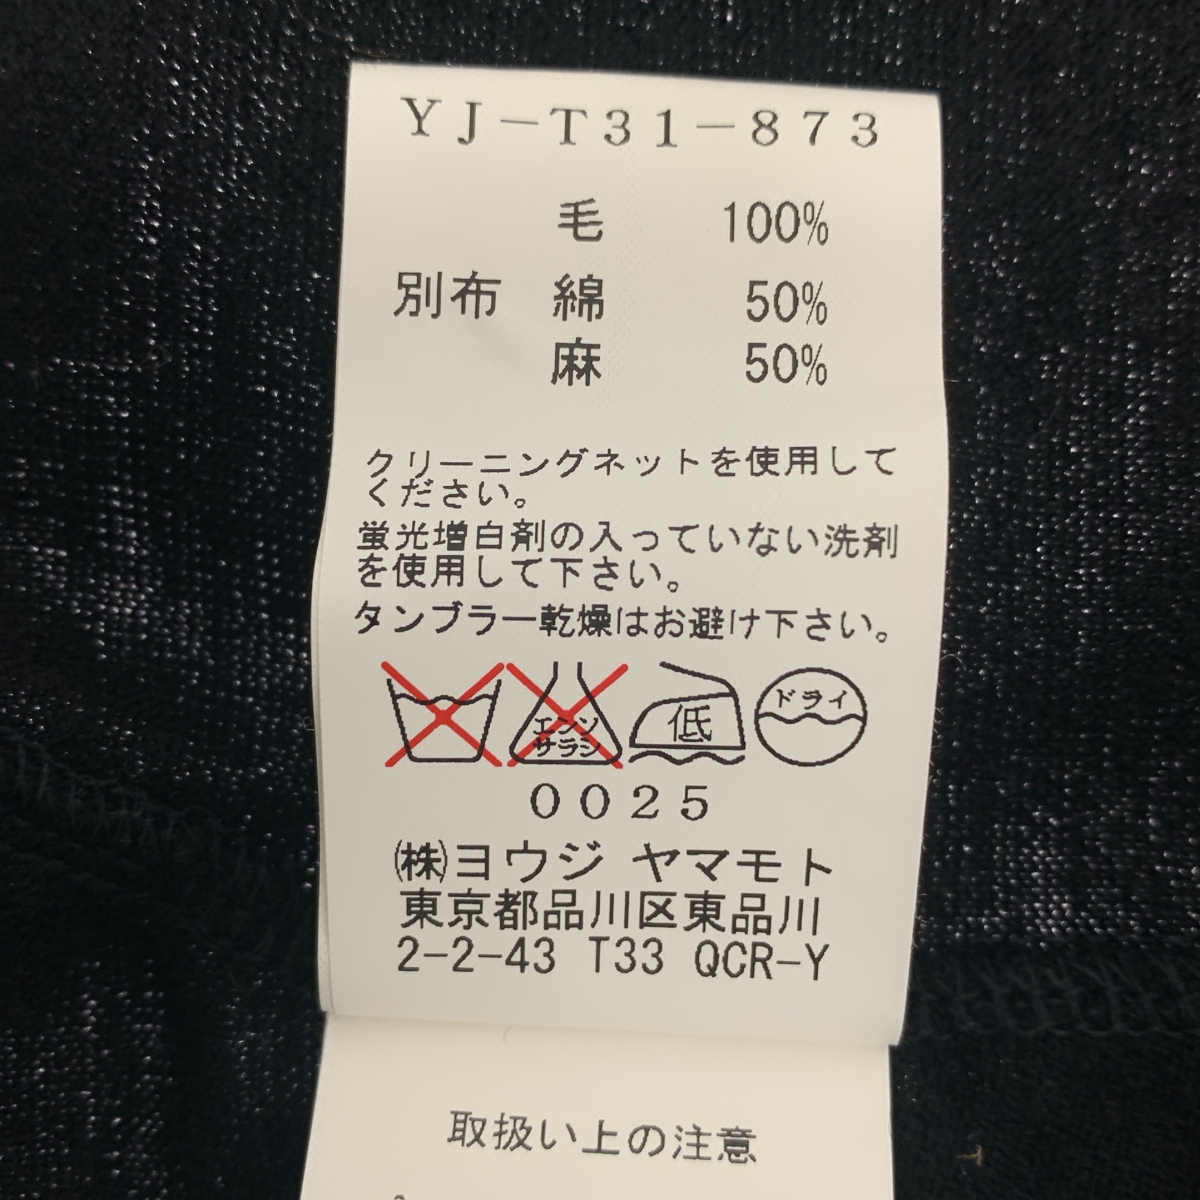 YJ-T31-873
毛 100%
別布 綿 50%
麻 50%
クリーニングネットを使用して
ください。
蛍光増白剤の入っていない洗剤
を使用して下さい。
タンブラー乾燥はお避け下さい。
エンソ
サラシ
低
ドライ
0025
㈱ヨウジ ヤマモト
東京都品川区東品川
2-2-43 T33 QCR-Y
取扱い上の注意